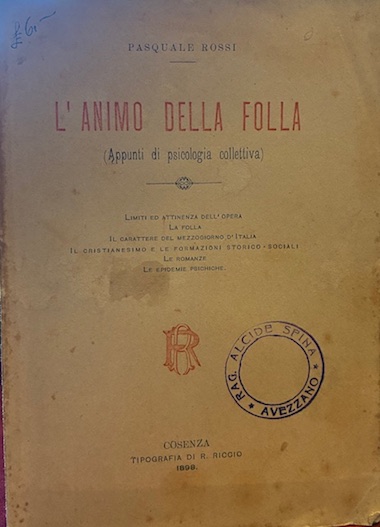 £ 6.-
PASQUALE ROSSI
L' ANIMO DELLA FOLLA
(Appunti di psicologia collettiva)
LIMITI ED ATTINENZA DELL' OPERA
LA FOLLA
IL CARATTERE DEL MEZZOGIORNO D' ITALIA
IL CRISTIANESIMO E LE FORMAZIONI STORICO-SOCIALI
LE ROMANZE
LE EPIDEMIE PSICHICHE.
RR
RAG. ALCIDE SPINA
* AVEZZANO *
COSENZA
TIPOGRAFIA DI R. RICCIO
1898